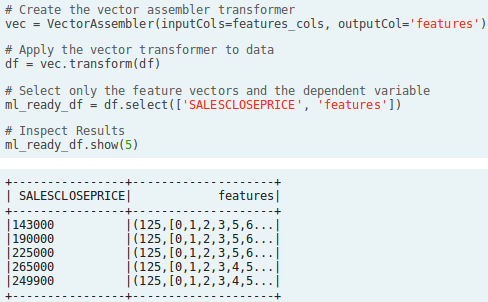 # Create the vector assembler transformer
vec = VectorAssembler(inputCols=features_cols, outputCol='features')
# Apply the vector transformer to data
df = vec.transform(df)
# Select only the feature vectors and the dependent variable
ml_ready_df = df.select(['SALESCLOSEPRICE', 'features'])
# Inspect Results
ml_ready_df.show(5)
+----------------+--------------------+
| SALESCLOSEPRICE|            features|
+----------------+--------------------+
|143000          |(125,[0,1,2,3,5,6...|
|190000          |(125,[0,1,2,3,5,6...|
|225000          |(125,[0,1,2,3,5,6...|
|265000          |(125,[0,1,2,3,4,5...|
|249900          |(125,[0,1,2,3,4,5...|
+----------------+--------------------+